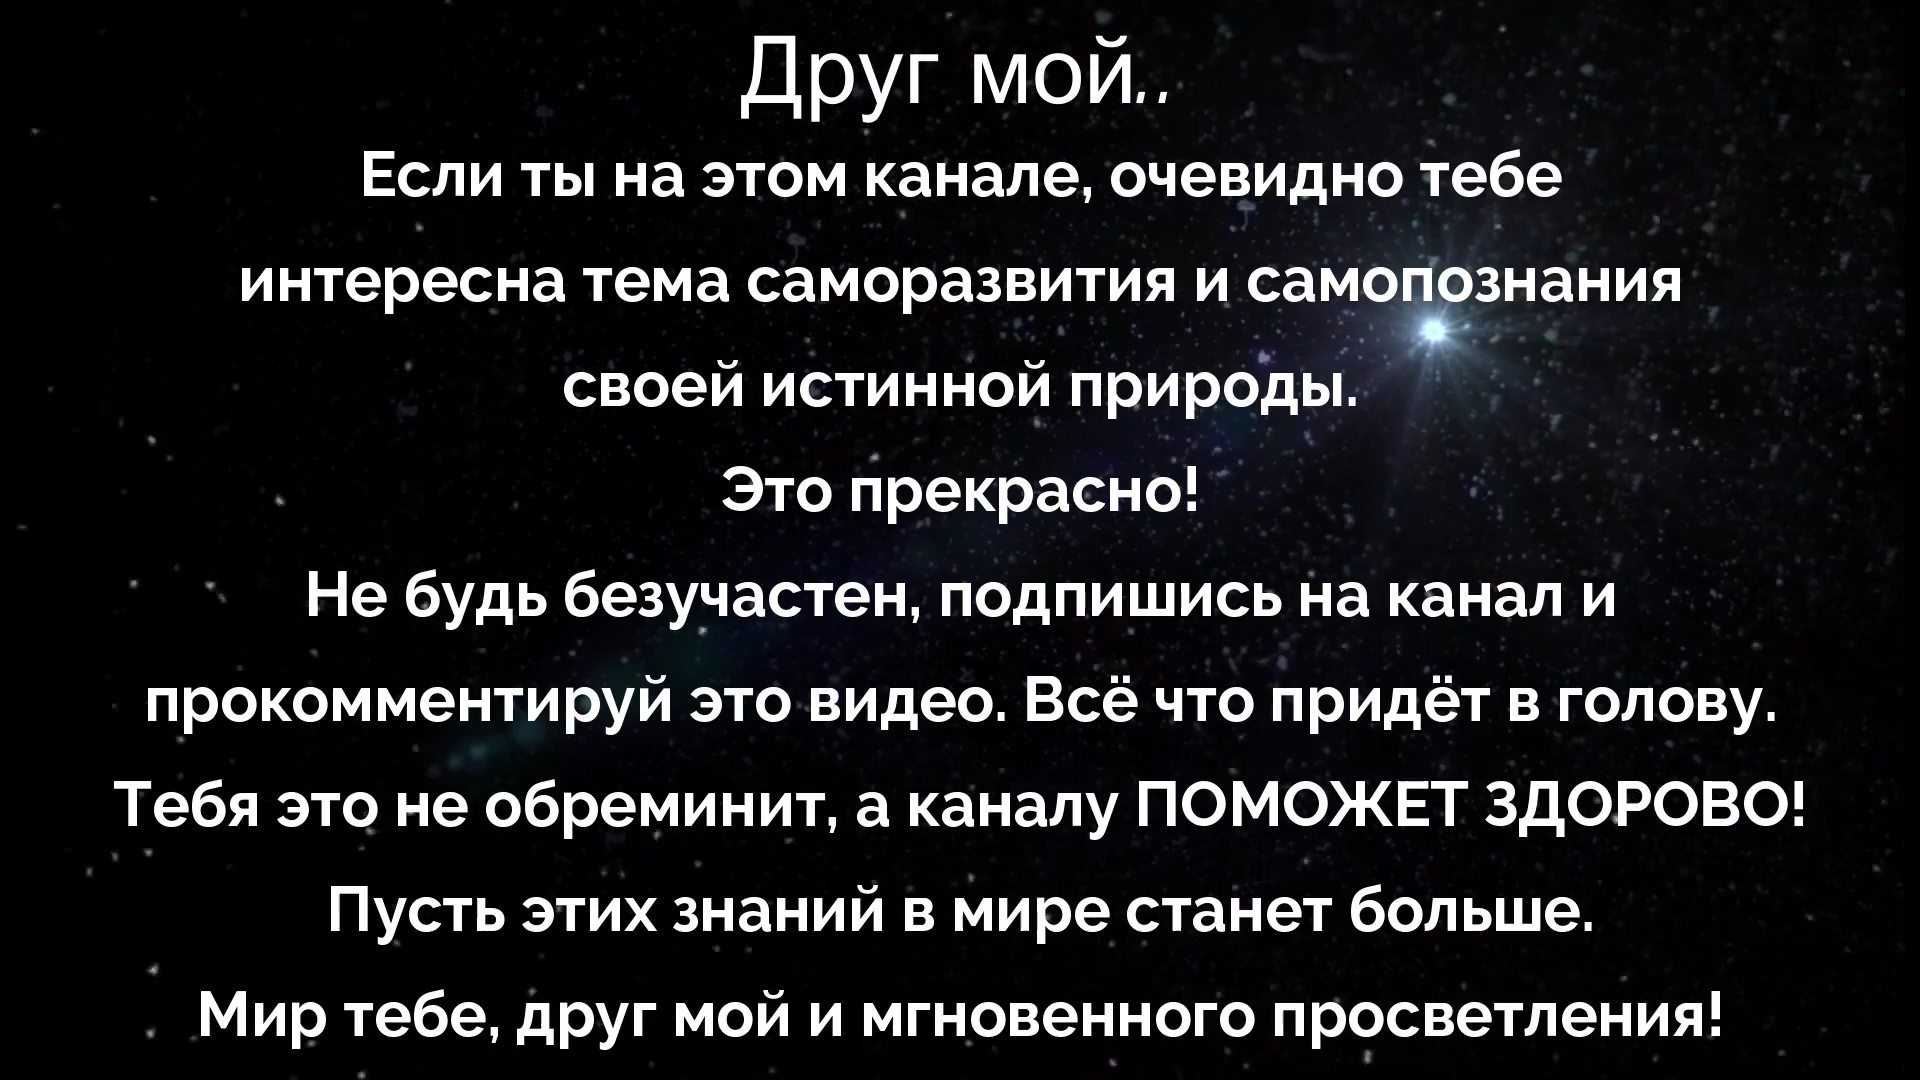 Друг мой..
Если ты на этом канале, очевидно тебе
интересна тема саморазвития и самопознания
своей истинной природы.
Это прекрасно!
Не будь безучастен, подпишись на канал и
прокомментируй это видео. Всё что придёт в голову.
Тебя это не обреминит, а каналу ПОМОЖЕТ ЗДОРОВО!
Пусть этих знаний в мире станет больше.
Мир тебе, друг мой и мгновенного просветления!